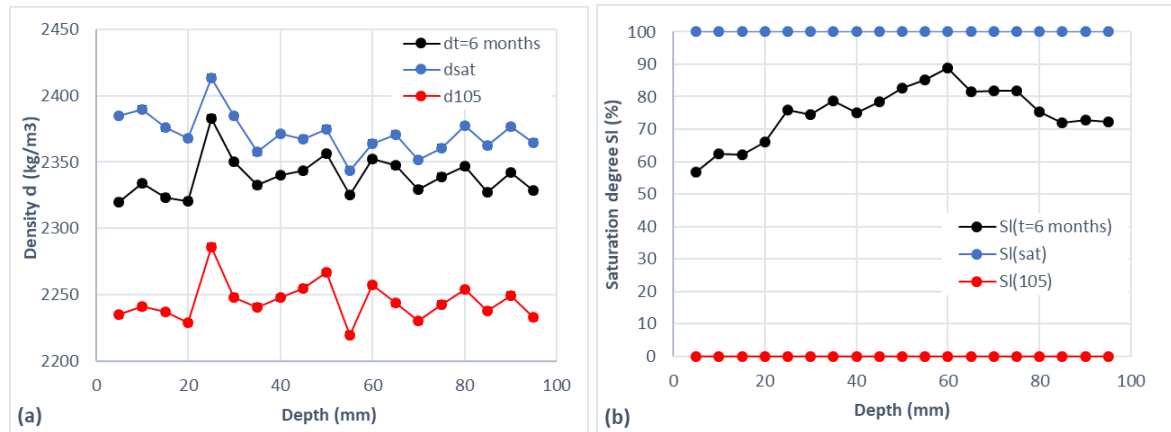 2450
2400
2350
2300
2250
2200
Density d (kg/m3)
dt=6 months
dsat
d105
0 20 40 60 80 100
Depth (mm)
(a)
100
90
80
70
60
50
40
30
20
10
0
Saturation degree Sl (%)
Sl(t=6 months)
Sl(sat)
Sl(105)
0 20 40 60 80 100
Depth (mm)
(b)